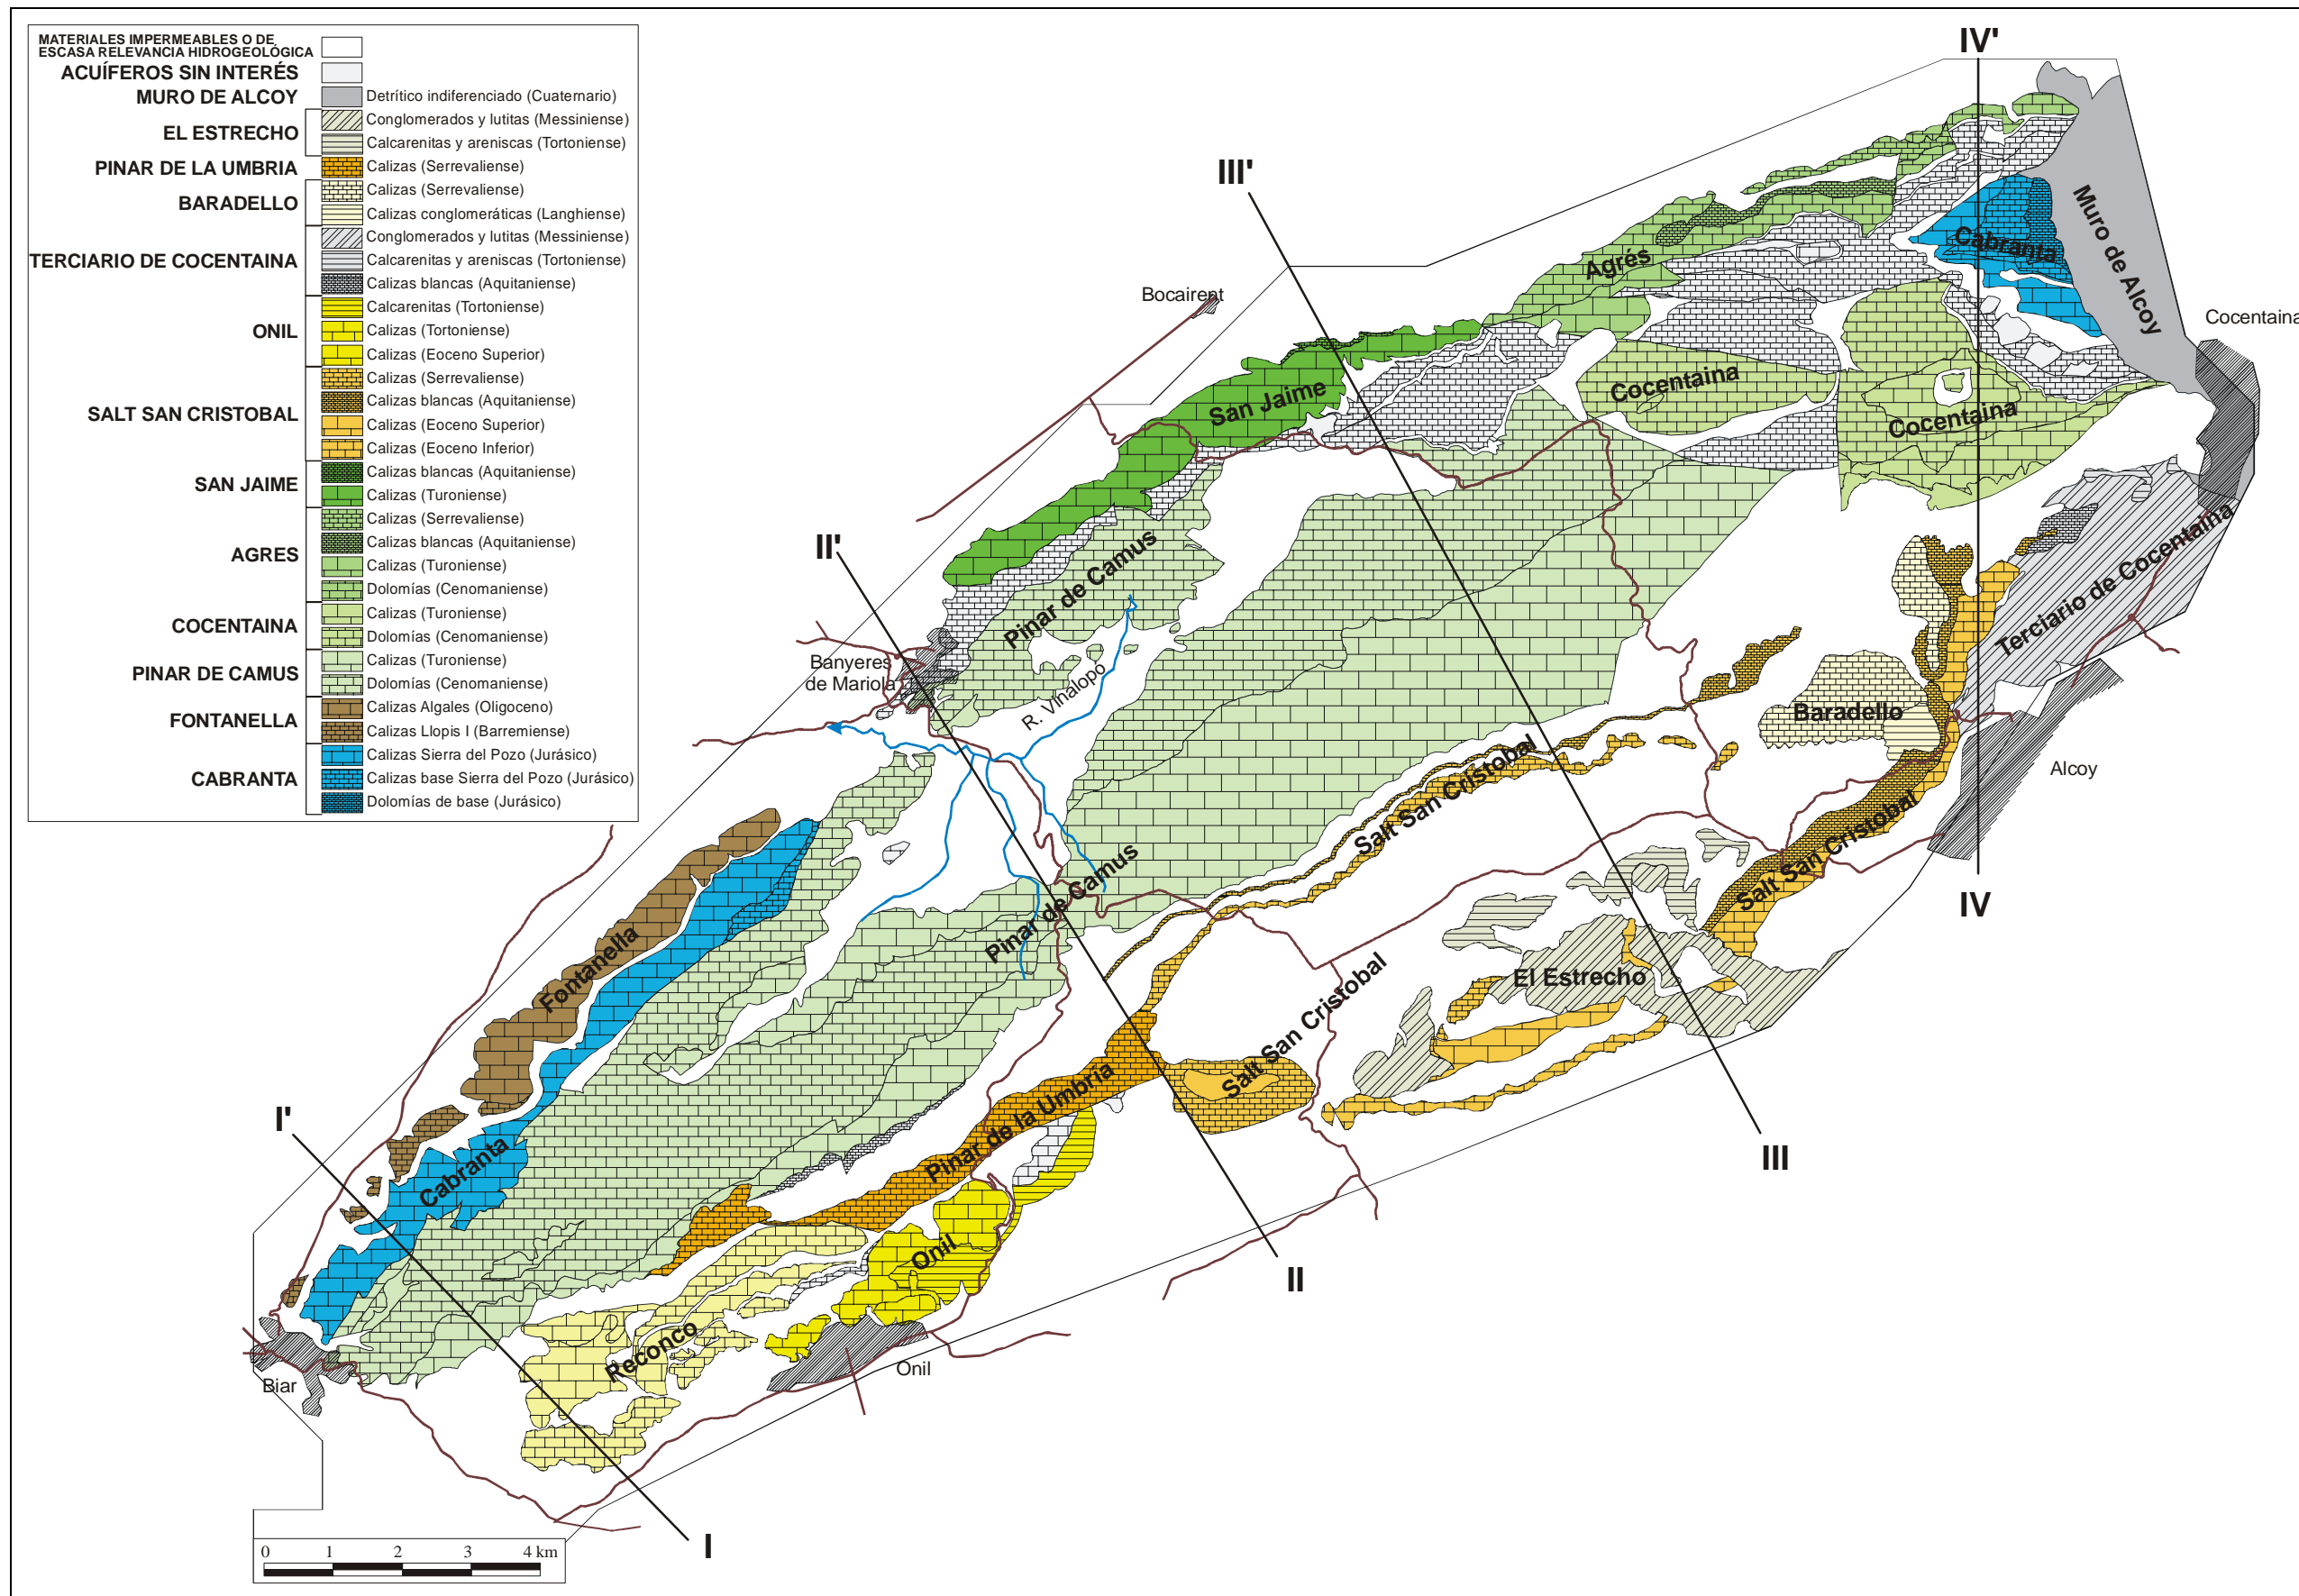 MATERIALES IMPERMEABLES O DE
ESCASA RELEVANCIA HIDROGEOLÓGICA
ACUÍFEROS SIN INTERÉS
MURO DE ALCOY
Detrítico indiferenciado (Cuaternario)
EL ESTRECHO
Conglomerados y lutitas (Messiniense)
Calcarenitas y areniscas (Tortoniense)
PINAR DE LA UMBRIA
Calizas (Serrevaliense)
BARADELLO
Calizas (Serrevaliense)
Calizas conglomeráticas (Langhiense)
TERCIARIO DE COCENTAINA
Conglomerados y lutitas (Messiniense)
Calcarenitas y areniscas (Tortoniense)
Calizas blancas (Aquitaniense)
ONIL
Calcarenitas (Tortoniense)
Calizas (Tortoniense)
Calizas (Eoceno Superior)
SALT SAN CRISTOBAL
Calizas (Serrevaliense)
Calizas blancas (Aquitaniense)
Calizas (Eoceno Superior)
Calizas (Eoceno Inferior)
SAN JAIME
Calizas blancas (Aquitaniense)
Calizas (Turoniense)
AGRES
Calizas (Serrevaliense)
Calizas blancas (Aquitaniense)
Calizas (Turoniense)
Dolomías (Cenomaniense)
COCENTAINA
Calizas (Turoniense)
Dolomías (Cenomaniense)
PINAR DE CAMUS
Calizas (Turoniense)
Dolomías (Cenomaniense)
FONTANELLA
Calizas Algales (Oligoceno)
Calizas Llopis I (Barremiense)
CABRANTA
Calizas Sierra del Pozo (Jurásico)
Calizas base Sierra del Pozo (Jurásico)
Dolomías de base (Jurásico)
IV'
III'
II'
I'
Muro de Alcoy
Cabranta
Agrés
Bocairent
Cocentaina
San Jaime
Cocentaina
Cocentaina
Terciario de Cocentaina
Pinar de Camus
Banyeres
de Mariola
R. Vinalopó
Baradello
Alcoy
Salt San Cristobal
Salt San Cristobal
Pinar de Camus
IV
Fontanella
El Estrecho
Salt San Cristobal
Pinar de la Umbría
Cabranta
III
Onil
II
Reconco
Onil
Biar
I
0 1 2 3 4 km